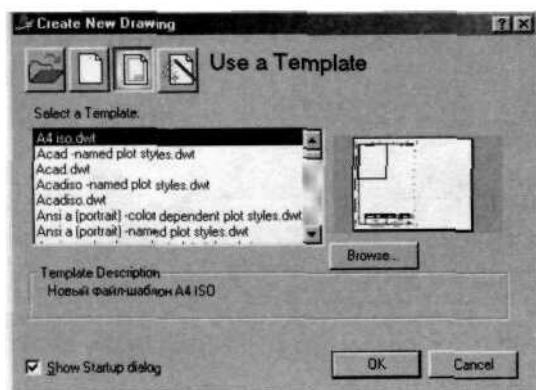 Create New Drawing
Use a Template
Select a Template:
A4 iso.dwt
Acad -named plot styles.dwt
Acad.dwt
Acadiso -named plot styles.dwt
Acadiso.dwt
Ansi a (portrait) -color dependent plot styles.dwt
Ansi a (portrait) -named plot styles.dwt
Browse...
Template Description
Новый файл-шаблон A4 ISO
Show Startup dialog
OK
Cancel